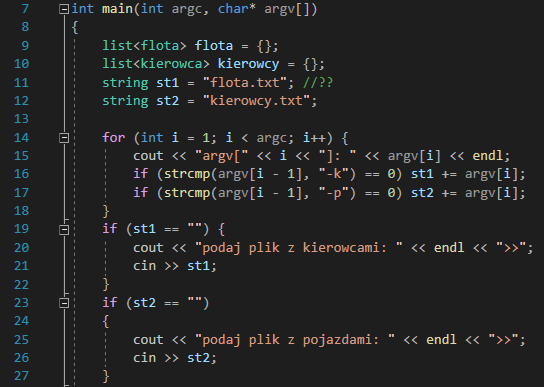 7 int main(int argc, char* argv[])
8 {
9 list<flota> flota = {};
10 list<kierowca> kierowcy = {};
11 string st1 = "flota.txt"; //??
12 string st2 = "kierowcy.txt";
13
14 for (int i = 1; i < argc; i++) {
15 cout << "argv[" << i << "]: " << argv[i] << endl;
16 if (strcmp(argv[i - 1], "-k") == 0) st1 += argv[i];
17 if (strcmp(argv[i - 1], "-p") == 0) st2 += argv[i];
18 }
19 if (st1 == "") {
20 cout << "podaj plik z kierowcami: " << endl << ">>";
21 cin >> st1;
22 }
23 if (st2 == "")
24 {
25 cout << "podaj plik z pojazdami: " << endl << ">>";
26 cin >> st2;
27 }